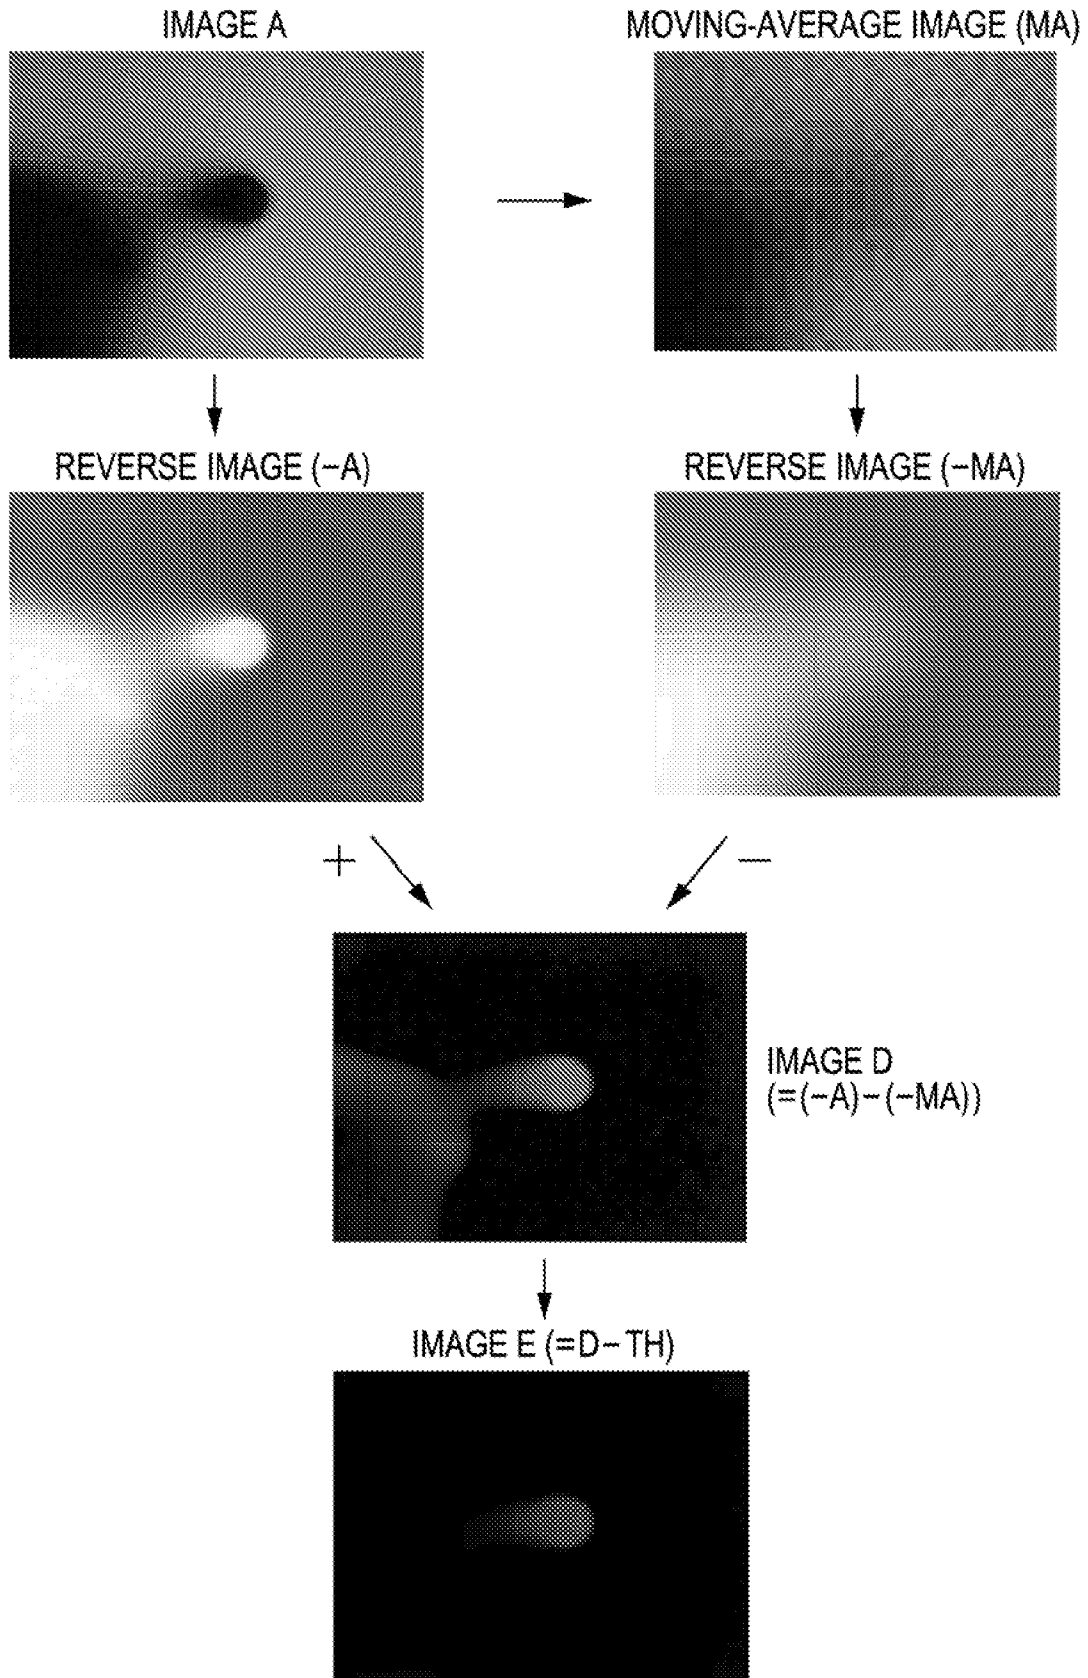 IMAGE A
MOVING-AVERAGE IMAGE (MA)
REVERSE IMAGE (−A)
REVERSE IMAGE (−MA)
+
−
IMAGE D
(=(−A)−(−MA))
IMAGE E (=D−TH)